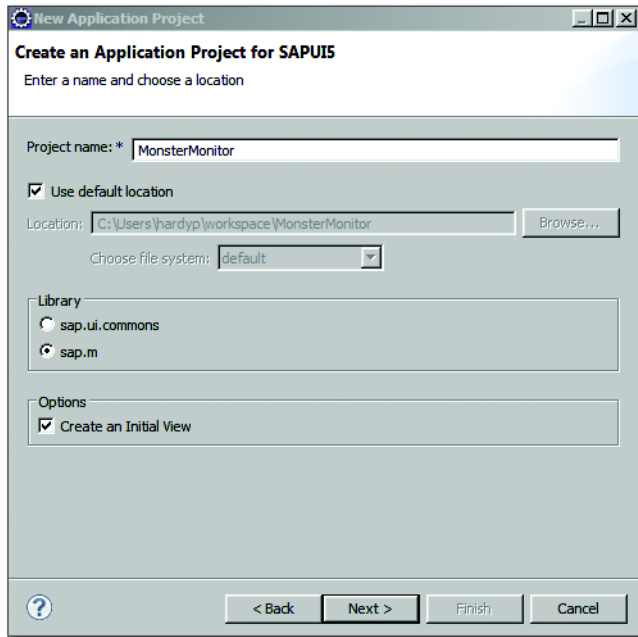 New Application Project
Create an Application Project for SAPUI5
Enter a name and choose a location
Project name: * MonsterMonitor
Use default location
Location: C:\Users\hardyp\workspace\MonsterMonitor Browse...
Choose file system: default
Library
sap.ui.commons
sap.m
Options
Create an Initial View
? < Back Next > Finish Cancel